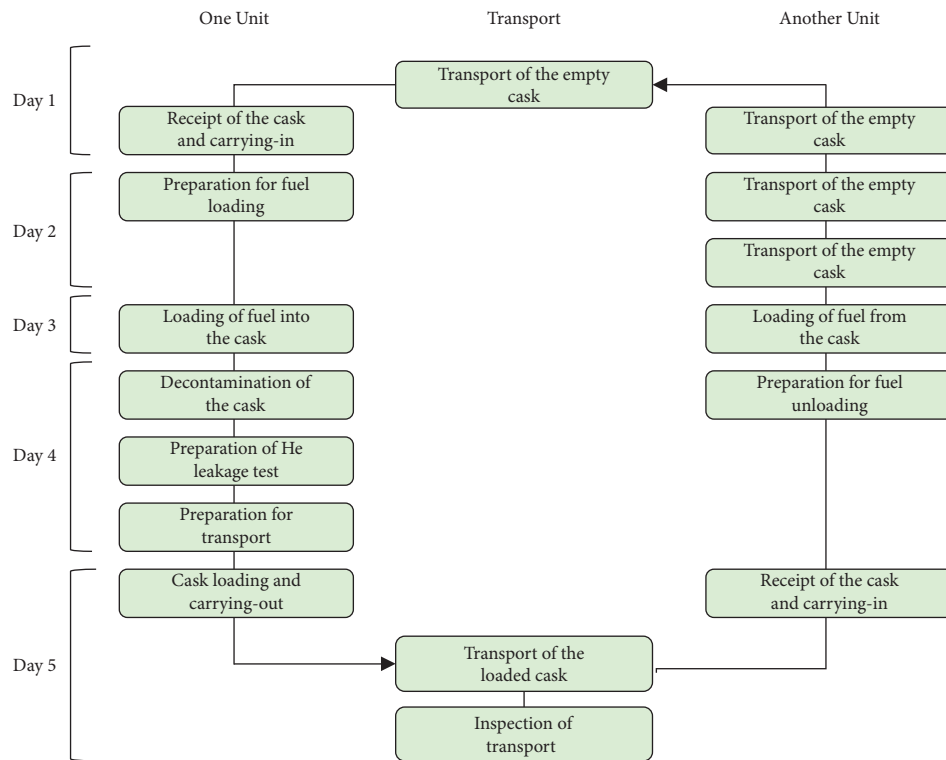 One Unit
Transport
Another Unit
Day 1
Transport of the empty
cask
Receipt of the cask
and carrying-in
Transport of the empty
cask
Day 2
Preparation for fuel
loading
Transport of the empty
cask
Transport of the empty
cask
Day 3
Loading of fuel into
the cask
Loading of fuel from
the cask
Day 4
Decontamination of
the cask
Preparation for fuel
unloading
Preparation of He
leakage test
Preparation for
transport
Day 5
Cask loading and
carrying-out
Receipt of the cask
and carrying-in
Transport of the
loaded cask
Inspection of
transport